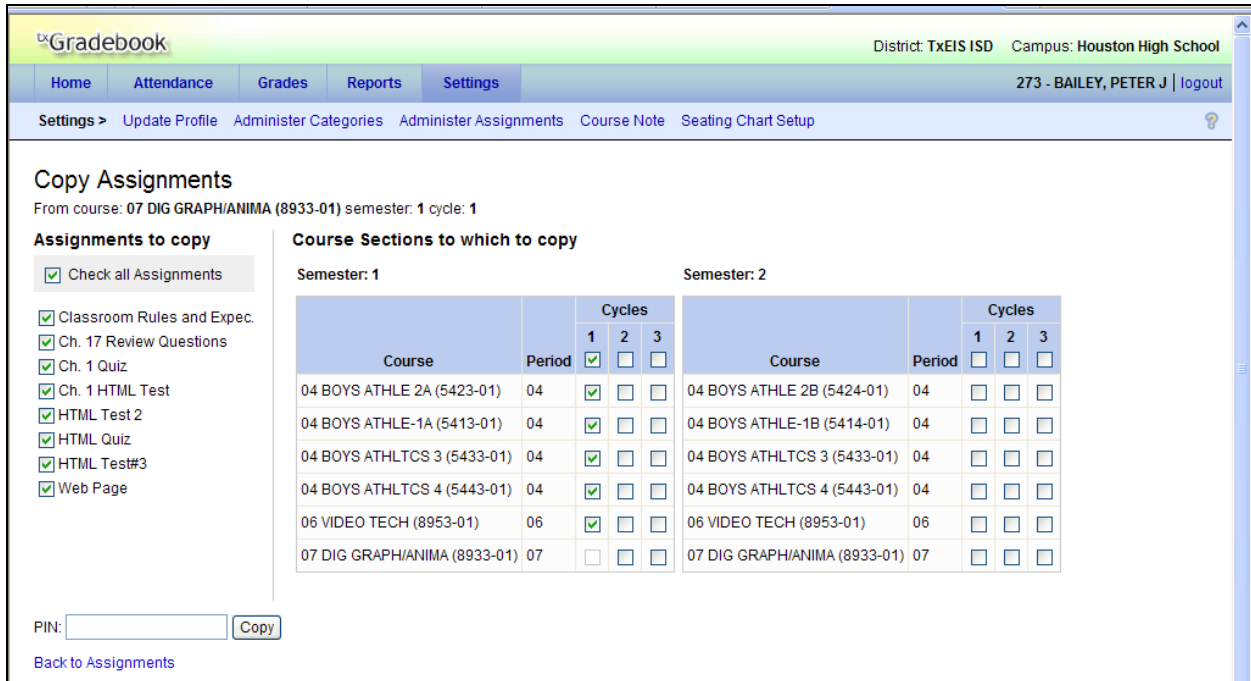 txGradebook
District: TxEIS ISD Campus: Houston High School
Home Attendance Grades Reports Settings 273 - BAILEY, PETER J | logout
Settings > Update Profile Administer Categories Administer Assignments Course Note Seating Chart Setup ?
Copy Assignments
From course: 07 DIG GRAPH/ANIMA (8933-01) semester: 1 cycle: 1
Assignments to copy
Check all Assignments
Classroom Rules and Expec.
Ch. 17 Review Questions
Ch. 1 Quiz
Ch. 1 HTML Test
HTML Test 2
HTML Quiz
HTML Test#3
Web Page
Course Sections to which to copy
Semester: 1
Cycles
1 2 3
Course Period
04 BOYS ATHLE 2A (5423-01) 04
04 BOYS ATHLE-1A (5413-01) 04
04 BOYS ATHLTCS 3 (5433-01) 04
04 BOYS ATHLTCS 4 (5443-01) 04
06 VIDEO TECH (8953-01) 06
07 DIG GRAPH/ANIMA (8933-01) 07
Semester: 2
Cycles
1 2 3
Course Period
04 BOYS ATHLE 2B (5424-01) 04
04 BOYS ATHLE-1B (5414-01) 04
04 BOYS ATHLTCS 3 (5433-01) 04
04 BOYS ATHLTCS 4 (5443-01) 04
06 VIDEO TECH (8953-01) 06
07 DIG GRAPH/ANIMA (8933-01) 07
PIN: Copy
Back to Assignments